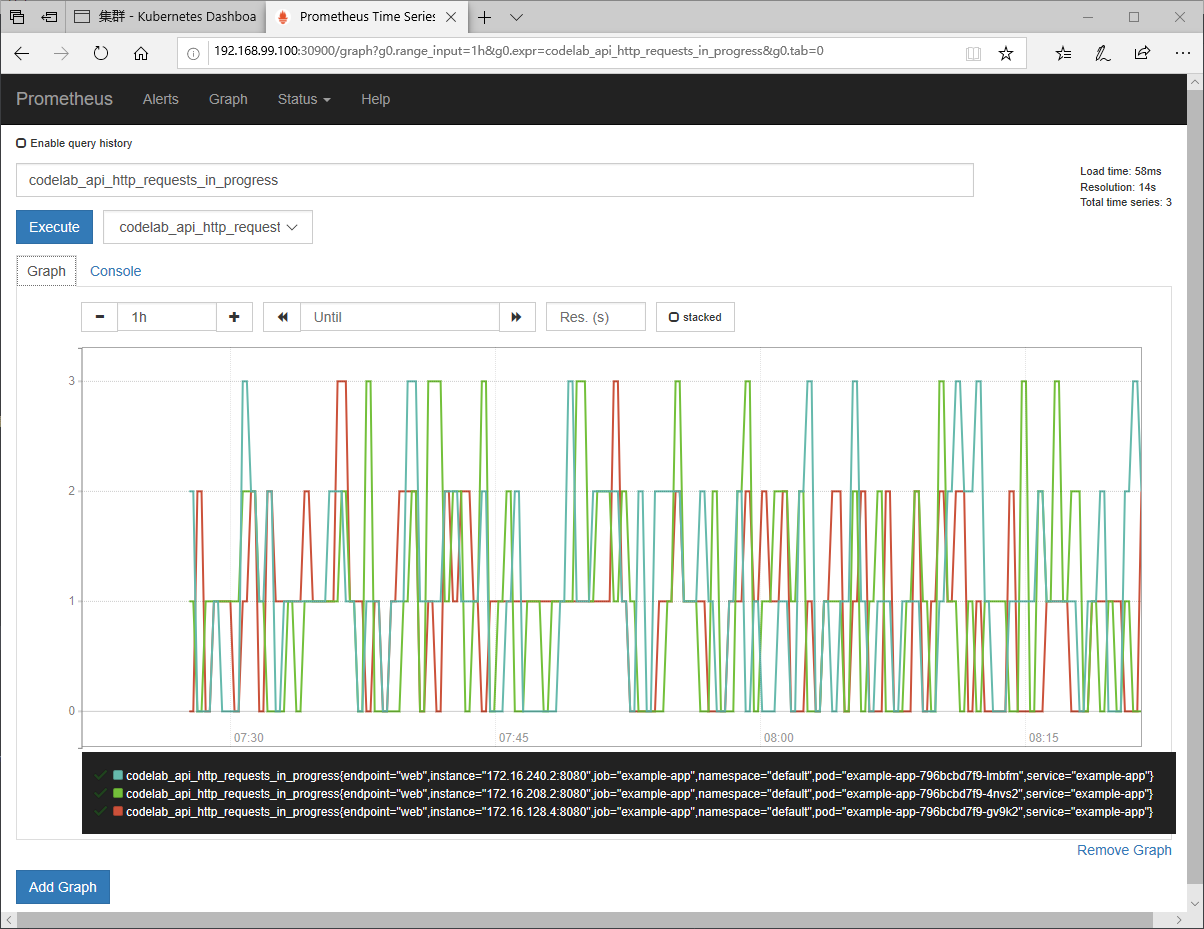 集群 - Kubernetes Dashboa
Prometheus Time Series
192.168.99.100:30900/graph?g0.range_input=1h&g0.expr=codelab_api_http_requests_in_progress&g0.tab=0
Prometheus Alerts Graph Status Help
Enable query history
codelab_api_http_requests_in_progress
Load time: 58ms
Resolution: 14s
Total time series: 3
Execute codelab_api_http_request
Graph Console
1h Until Res. (s) stacked
3
2
1
0
07:30 07:45 08:00 08:15
codelab_api_http_requests_in_progress{endpoint="web",instance="172.16.240.2:8080",job="example-app",namespace="default",pod="example-app-796bcbd7f9-lmbfm",service="example-app"}
codelab_api_http_requests_in_progress{endpoint="web",instance="172.16.208.2:8080",job="example-app",namespace="default",pod="example-app-796bcbd7f9-4nvs2",service="example-app"}
codelab_api_http_requests_in_progress{endpoint="web",instance="172.16.128.4:8080",job="example-app",namespace="default",pod="example-app-796bcbd7f9-gv9k2",service="example-app"}
Remove Graph
Add Graph